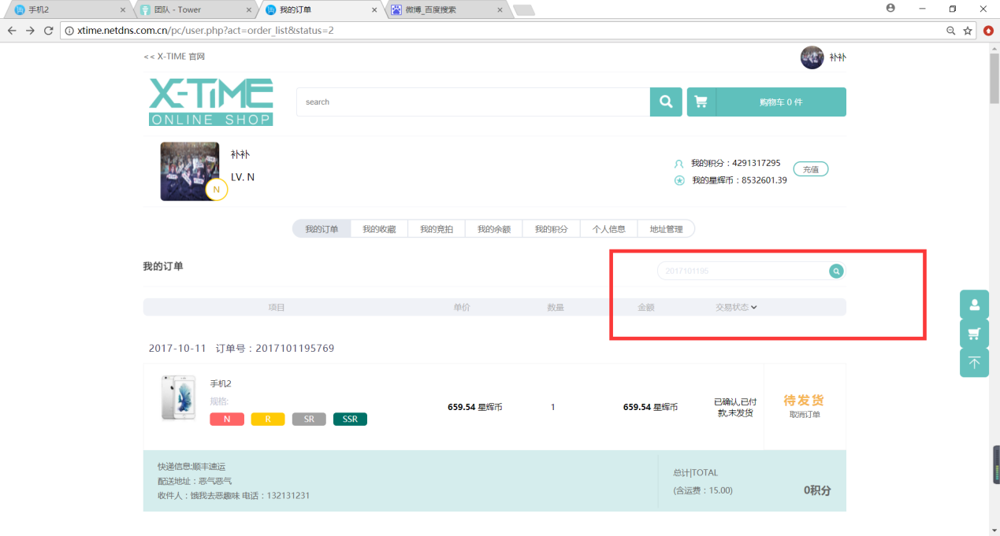 手机2
团队 - Tower
我的订单
微博_百度搜索
xtime.netdns.com.cn/pc/user.php?act=order_list&status=2
<< X-TIME 官网
补补
X-TIME
ONLINE SHOP
search
购物车 0 件
补补
LV. N
N
我的积分：4291317295
我的星辉币：8532601.39
充值
我的订单
我的收藏
我的竞拍
我的余额
我的积分
个人信息
地址管理
我的订单
2017101195
项目
单价
数量
金额
交易状态
2017-10-11 订单号：2017101195769
手机2
规格:
N
R
SR
SSR
659.54 星辉币
1
659.54 星辉币
已确认,已付
款,未发货
待发货
取消订单
快递信息:顺丰速运
配送地址：恶气恶气
收件人：饿我去恶趣味 电话：132131231
总计|TOTAL
(含运费：15.00)
0积分